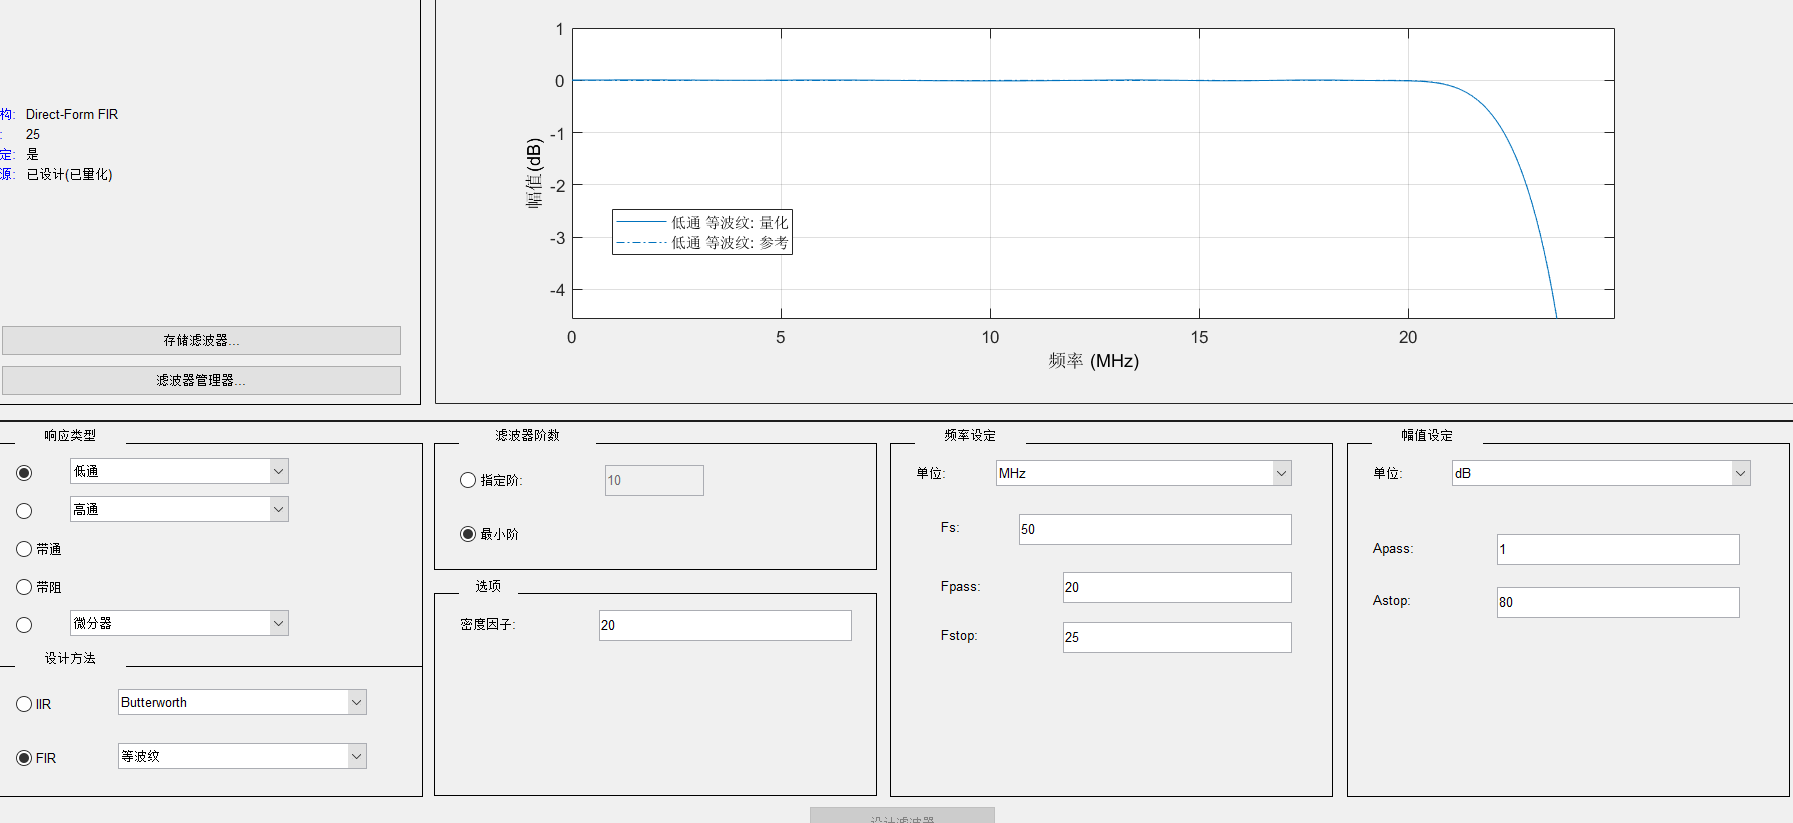 构: Direct-Form FIR
: 25
定: 是
源: 已设计(已量化)
存储滤波器...
滤波器管理器...
1
0
-1
-2
-3
-4
幅值(dB)
低通 等波纹: 量化
低通 等波纹: 参考
0 5 10 15 20
频率 (MHz)
响应类型
低通
高通
带通
带阻
微分器
设计方法
IIR Butterworth
FIR 等波纹
滤波器阶数
指定阶: 10
最小阶
选项
密度因子: 20
频率设定
单位: MHz
Fs: 50
Fpass: 20
Fstop: 25
幅值设定
单位: dB
Apass: 1
Astop: 80
设计滤波器